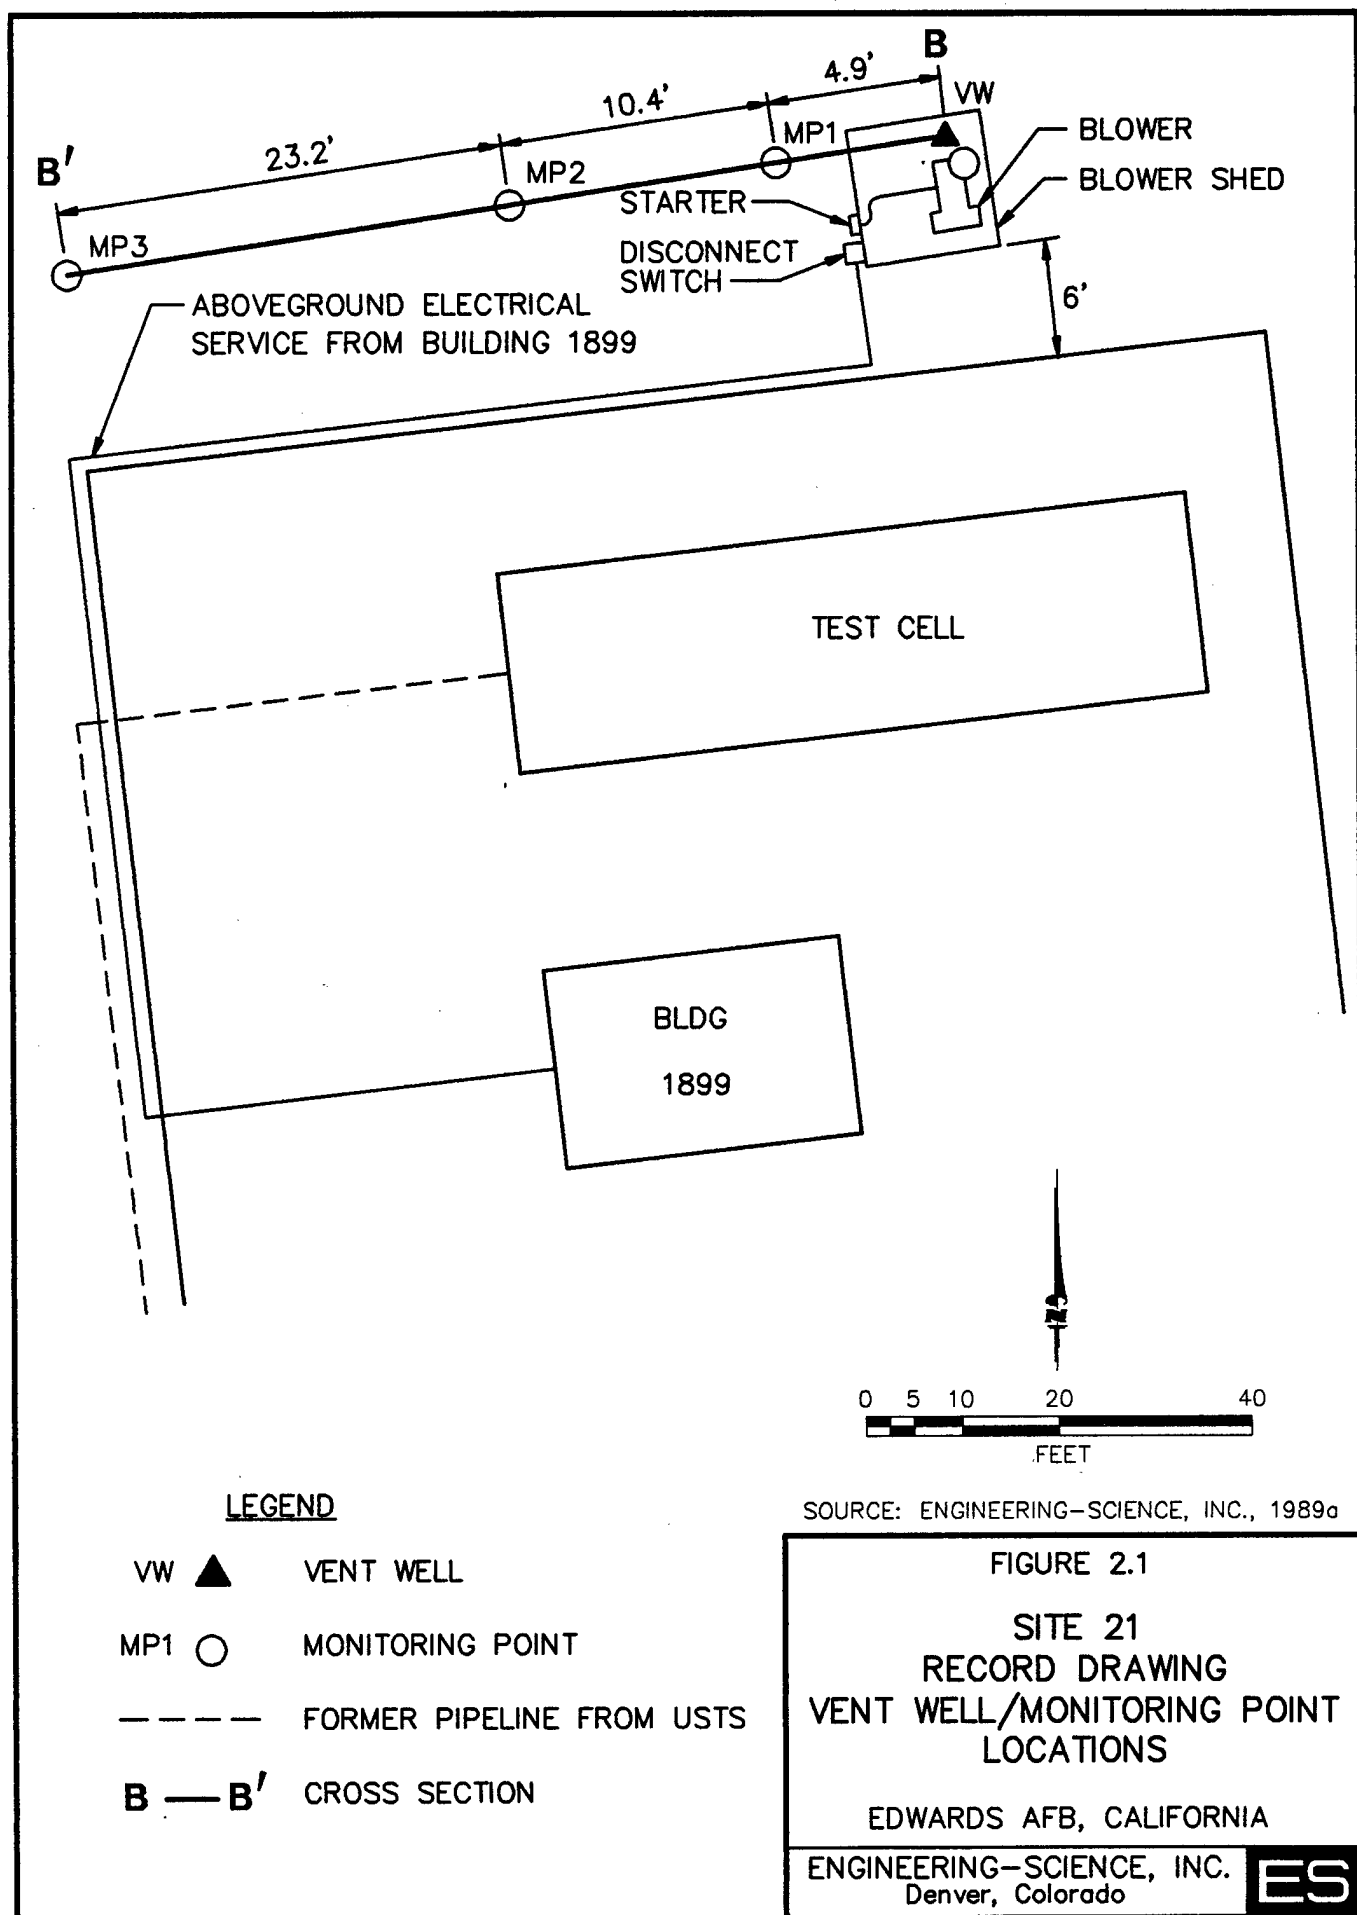 B
4.9'
VW
10.4'
MP1
BLOWER
23.2'
B'
MP2
BLOWER SHED
STARTER
MP3
DISCONNECT
SWITCH
6'
ABOVEGROUND ELECTRICAL
SERVICE FROM BUILDING 1899
TEST CELL
BLDG
1899
N
0 5 10 20 40
FEET
LEGEND
VW VENT WELL
MP1 MONITORING POINT
FORMER PIPELINE FROM USTS
B — B' CROSS SECTION
SOURCE: ENGINEERING-SCIENCE, INC., 1989a
FIGURE 2.1
SITE 21
RECORD DRAWING
VENT WELL/MONITORING POINT
LOCATIONS
EDWARDS AFB, CALIFORNIA
ENGINEERING-SCIENCE, INC.
Denver, Colorado
ES